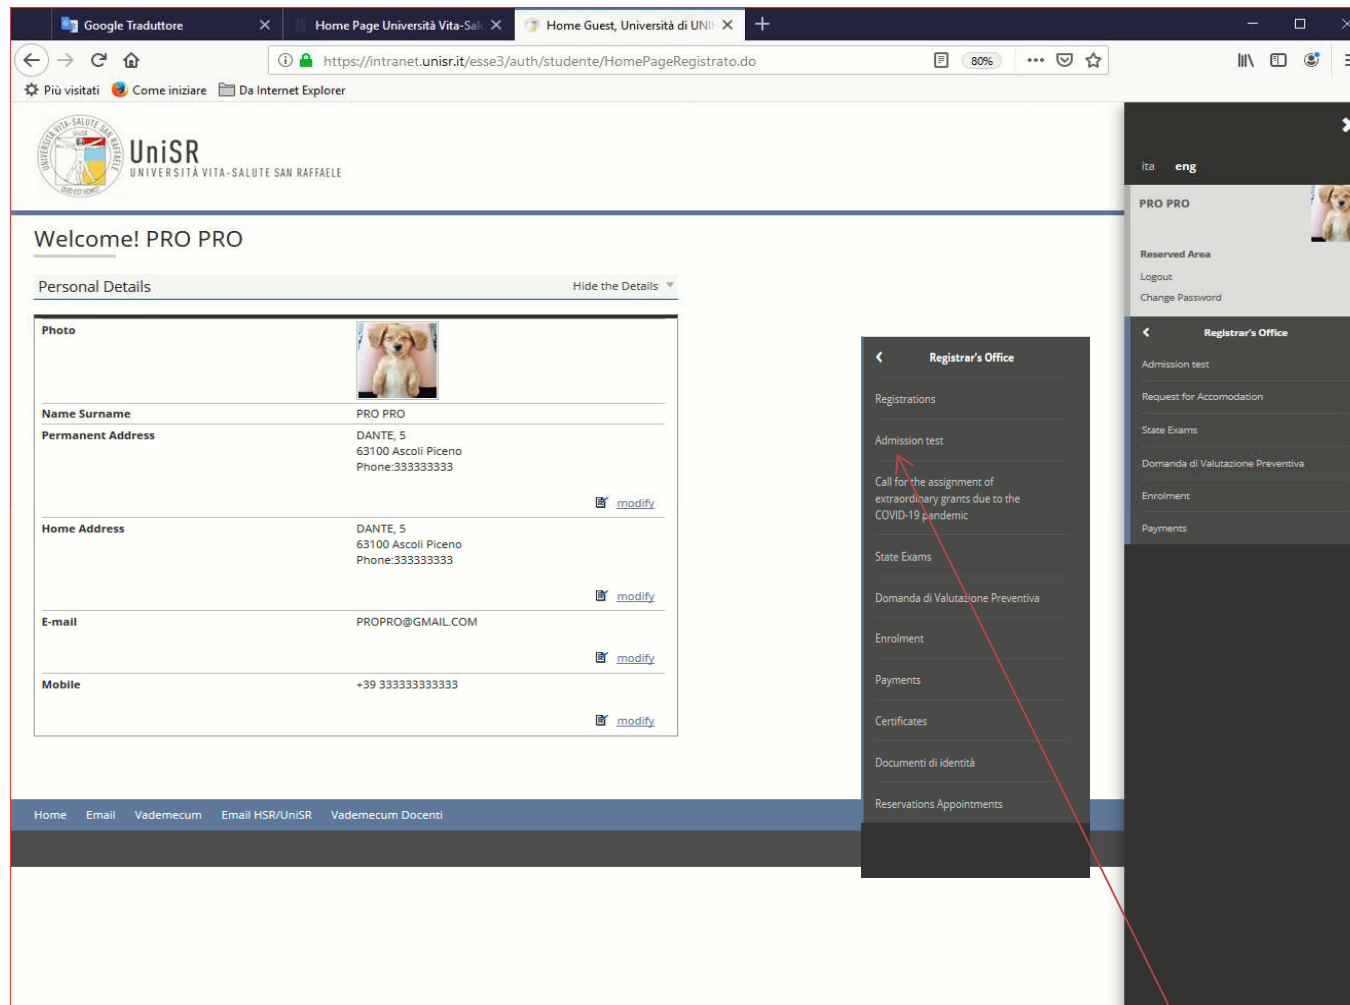 Google Traduttore
Home Page Università Vita-Sal
Home Guest, Università di UNI
https://intranet.unisr.it/esse3/auth/studente/HomePageRegistrato.do
80%
Più visitati
Come iniziare
Da Internet Explorer
UniSR
UNIVERSITÀ VITA-SALUTE SAN RAFFAELE
Welcome! PRO PRO
Personal Details
Hide the Details
Photo
Name Surname
PRO PRO
Permanent Address
DANTE, 5
63100 Ascoli Piceno
Phone:333333333
modify
Home Address
DANTE, 5
63100 Ascoli Piceno
Phone:333333333
modify
E-mail
PROPRO@GMAIL.COM
modify
Mobile
+39 333333333333
modify
Home Email Vademecum Email HSR/UniSR Vademecum Docenti
Registrar's Office
Registrations
Admission test
Call for the assignment of
extraordinary grants due to the
COVID-19 pandemic
State Exams
Domanda di Valutazione Preventiva
Enrolment
Payments
Certificates
Documenti di identità
Reservations Appointments
ita eng
PRO PRO
Reserved Area
Logout
Change Password
Registrar's Office
Admission test
Request for Accomodation
State Exams
Domanda di Valutazione Preventiva
Enrolment
Payments